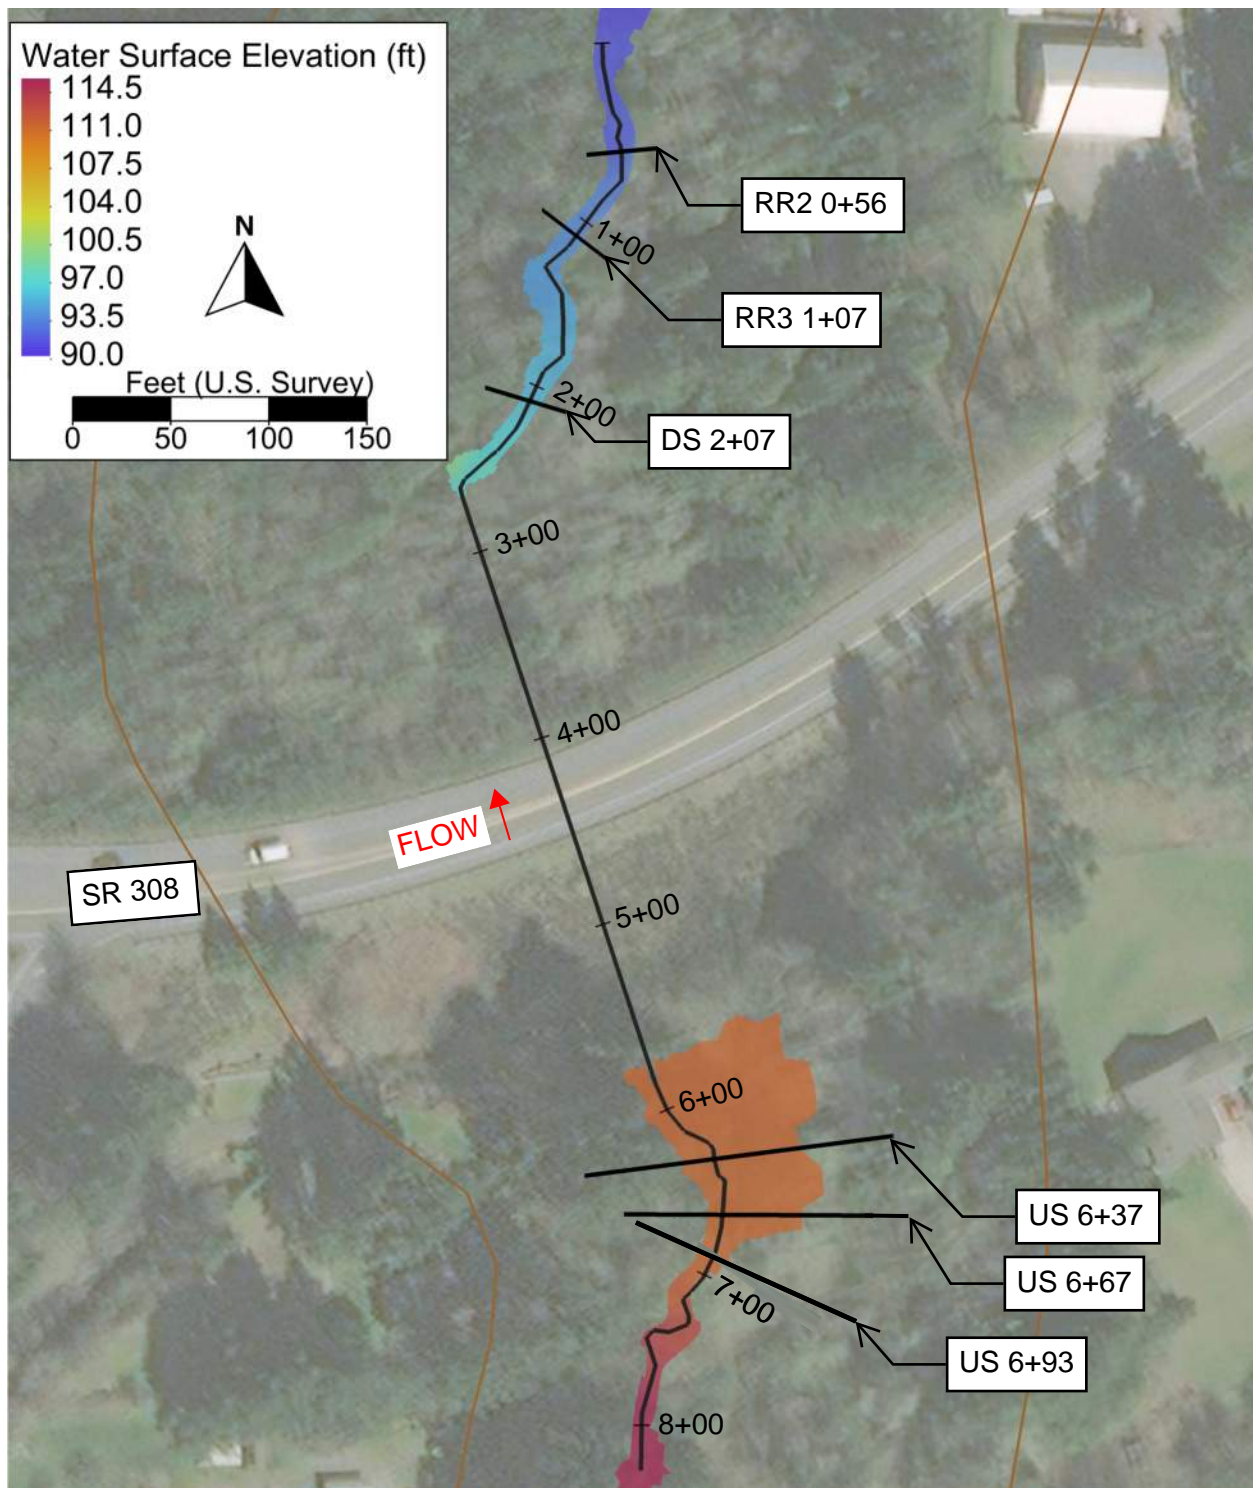 Water Surface Elevation (ft)
114.5
111.0
107.5
104.0
100.5
97.0
93.5
90.0
N
Feet (U.S. Survey)
0 50 100 150
RR2 0+56
1+00
RR3 1+07
2+00
DS 2+07
3+00
4+00
FLOW
SR 308
5+00
6+00
US 6+37
US 6+67
7+00
US 6+93
8+00